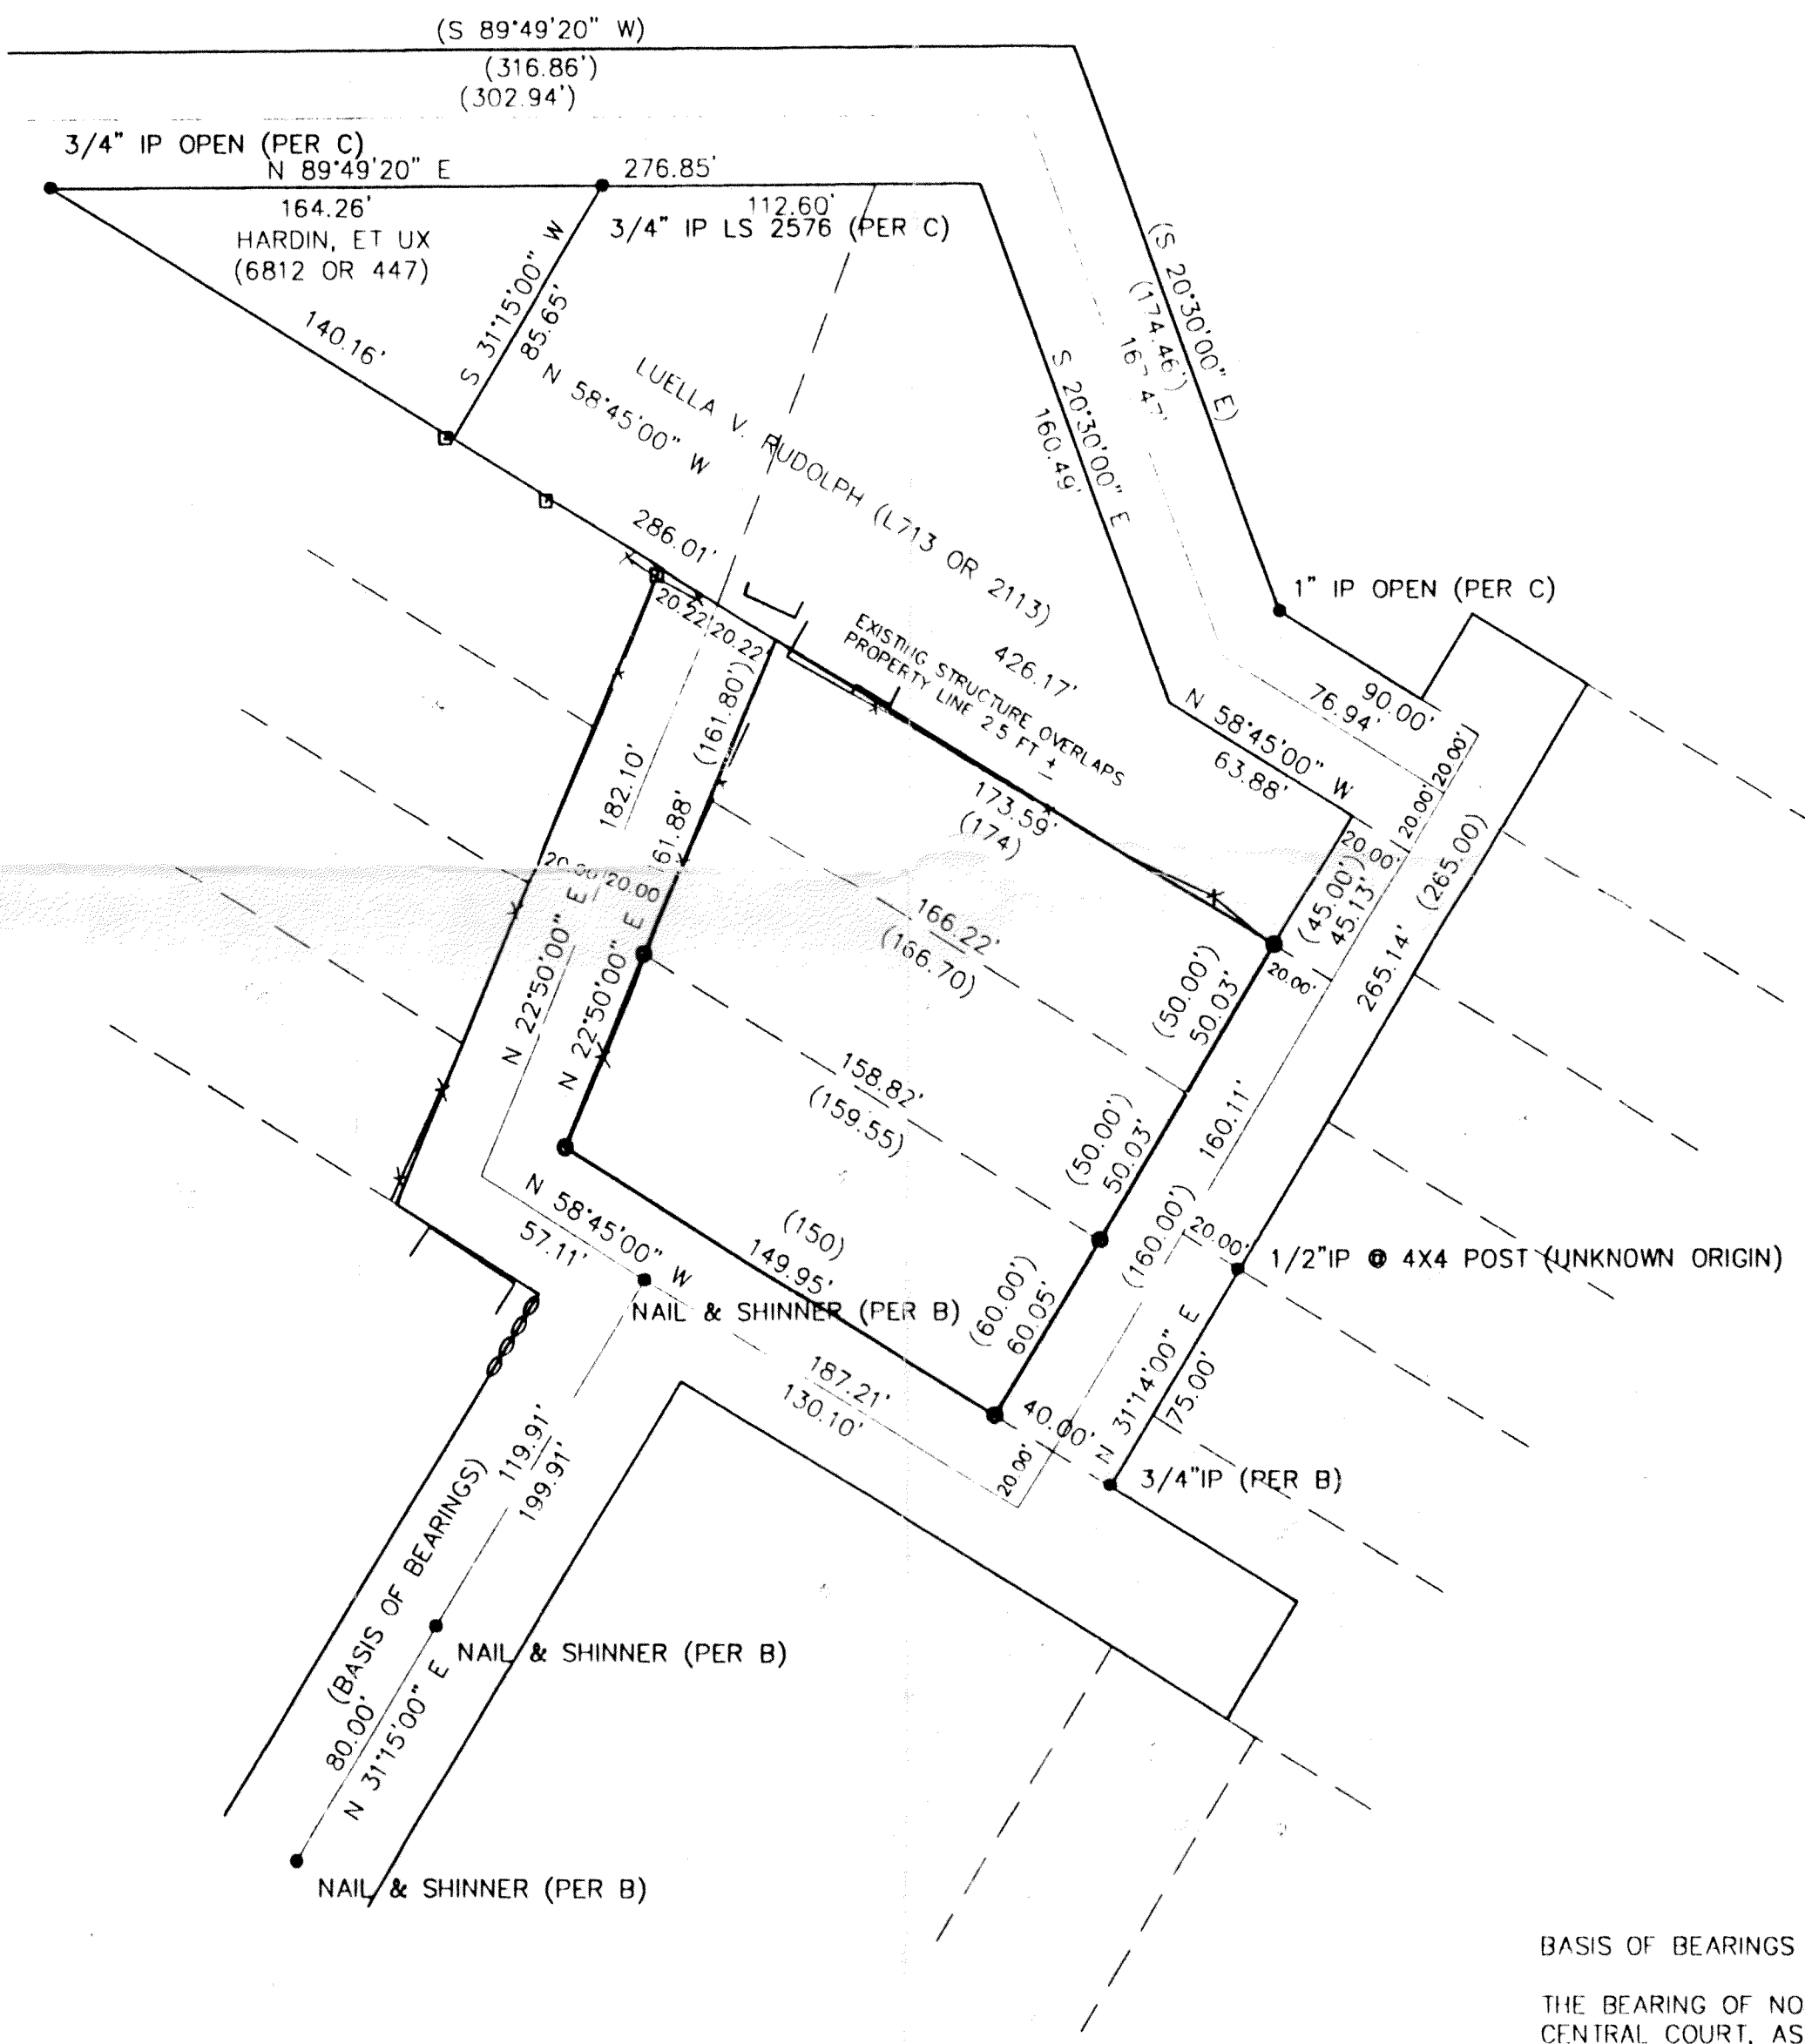 (S 89°49'20" W)
(316.86')
(302.94')
3/4" IP OPEN (PER C)
N 89°49'20" E
276.85'
164.26'
112.60'
HARDIN, ET UX
(6812 OR 447)
3/4" IP LS 2576 (PER C)
S 31°15'00" W
85.65'
140.16'
N 58°45'00" W
LUELLA V. RUDOLPH (L713 OR 2113)
(S 20°30'00" E)
(174.46')
S 20°30'00" E
160.49'
286.01'
426.17'
1" IP OPEN (PER C)
20.22'
20.22'
EXISTING STRUCTURE OVERLAPS
PROPERTY LINE 2.5 FT ±
90.00'
76.94'
N 58°45'00" W
63.88'
20.00'
20.00'
20.00'
182.10'
(161.80')
61.88'
173.59'
(174)
(45.00')
45.13'
265.14' (265.00)
20.00
166.22'
(166.70)
20.00'
N 22°50'00" E
N 22°50'00" E
(50.00')
50.03'
158.82'
(159.55)
(50.00')
50.03'
160.11'
(160.00')
20.00'
1/2"IP @ 4X4 POST (UNKNOWN ORIGIN)
N 58°45'00" W
57.11'
(150)
149.95'
NAIL & SHINNER (PER B)
(60.00')
60.05'
N 31°14'00" E
75.00'
187.21'
130.10'
40.00'
20.00'
3/4"IP (PER B)
119.91'
199.91'
(BASIS OF BEARINGS)
NAIL & SHINNER (PER B)
80.00'
N 31°15'00" E
NAIL & SHINNER (PER B)
BASIS OF BEARINGS
THE BEARING OF NO
CENTRAL COURT, AS